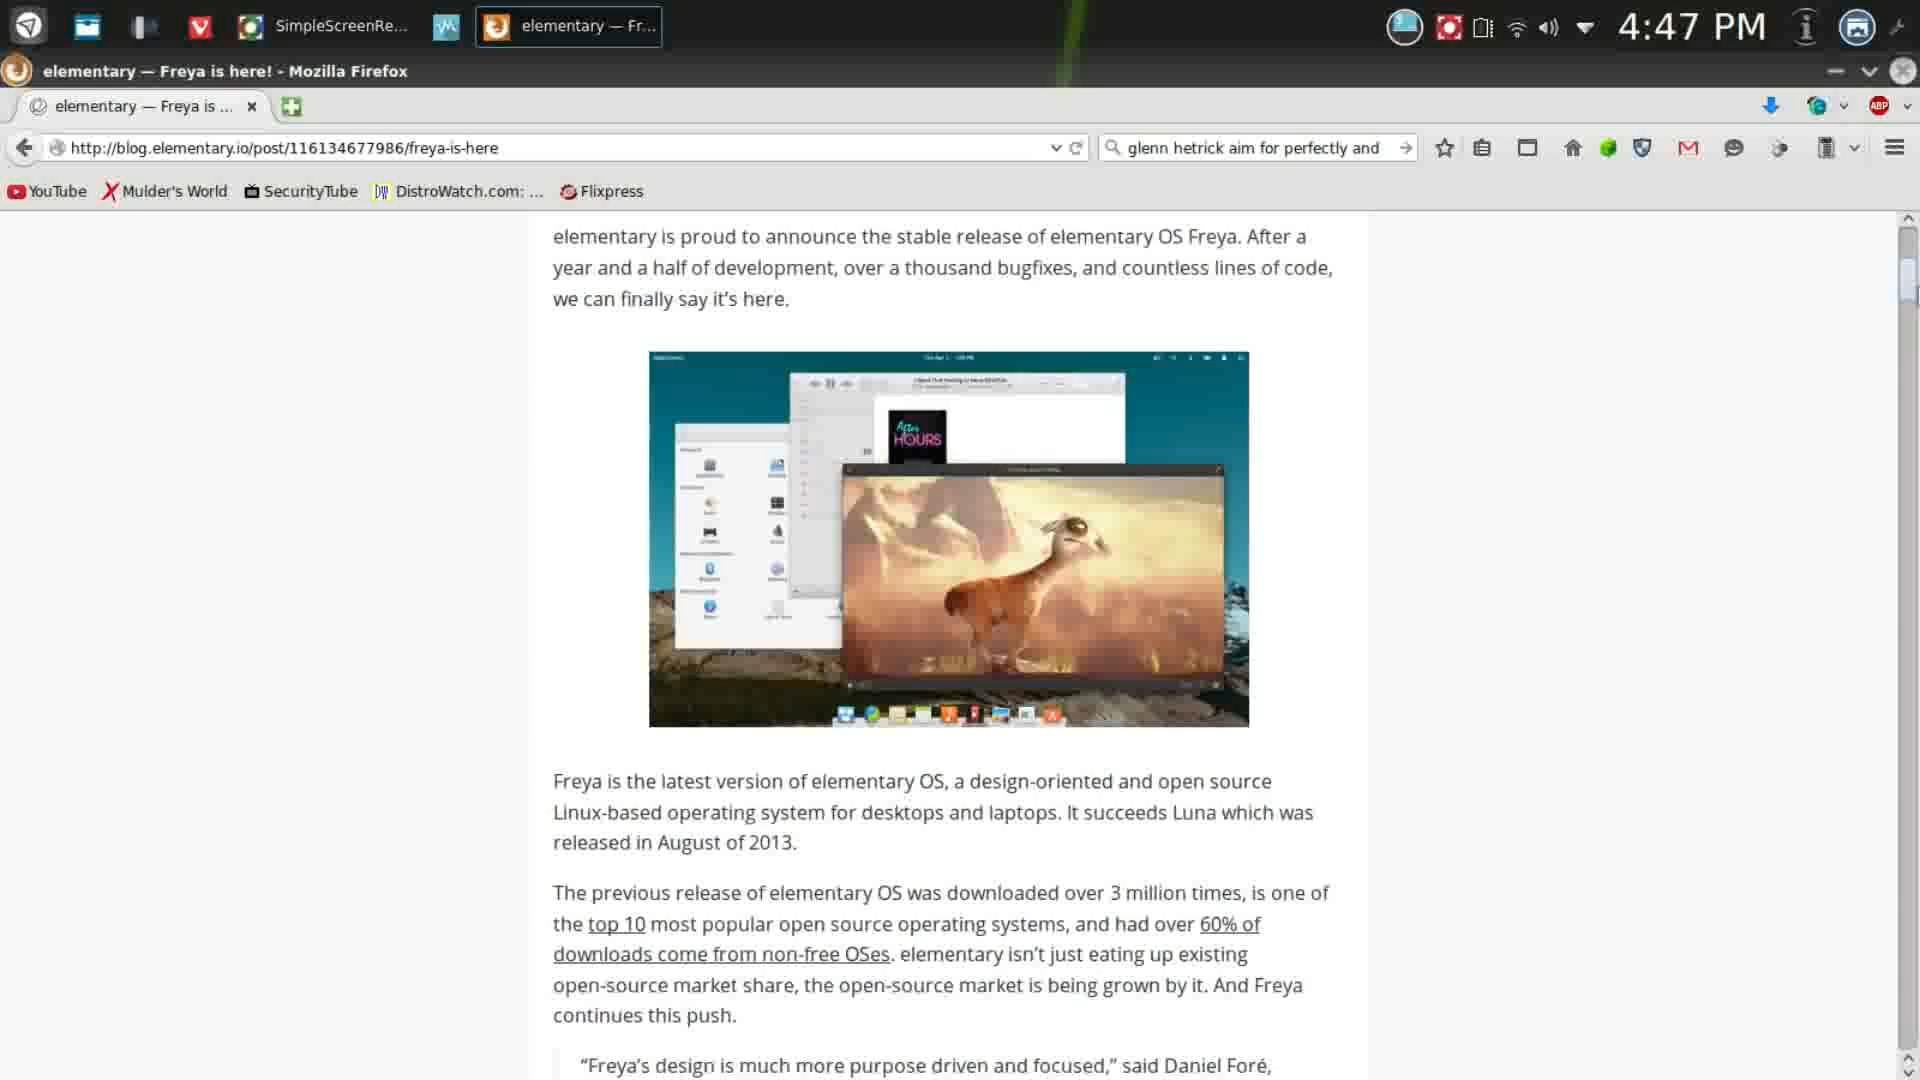 SimpleScreenRe...
elementary — Fr...
4:47 PM
elementary — Freya is here! - Mozilla Firefox
elementary — Freya is ...
ABP
http://blog.elementary.io/post/116134677986/freya-is-here
glenn hetrick aim for perfectly and
YouTube
Mulder's World
SecurityTube
DW
DistroWatch.com: ...
Flixpress
elementary is proud to announce the stable release of elementary OS Freya. After a
year and a half of development, over a thousand bugfixes, and countless lines of code,
we can finally say it’s here.
After
HOURS
Freya is the latest version of elementary OS, a design-oriented and open source
Linux-based operating system for desktops and laptops. It succeeds Luna which was
released in August of 2013.
The previous release of elementary OS was downloaded over 3 million times, is one of
the top 10 most popular open source operating systems, and had over 60% of
downloads come from non-free OSes. elementary isn’t just eating up existing
open-source market share, the open-source market is being grown by it. And Freya
continues this push.
“Freya’s design is much more purpose driven and focused,” said Daniel Foré,